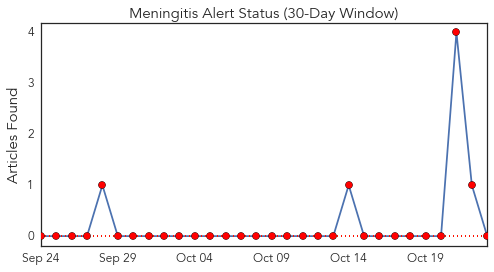 Meningitis Alert Status (30-Day Window)
Articles Found
4
3
2
1
0
Sep 24 Sep 29 Oct 04 Oct 09 Oct 14 Oct 19